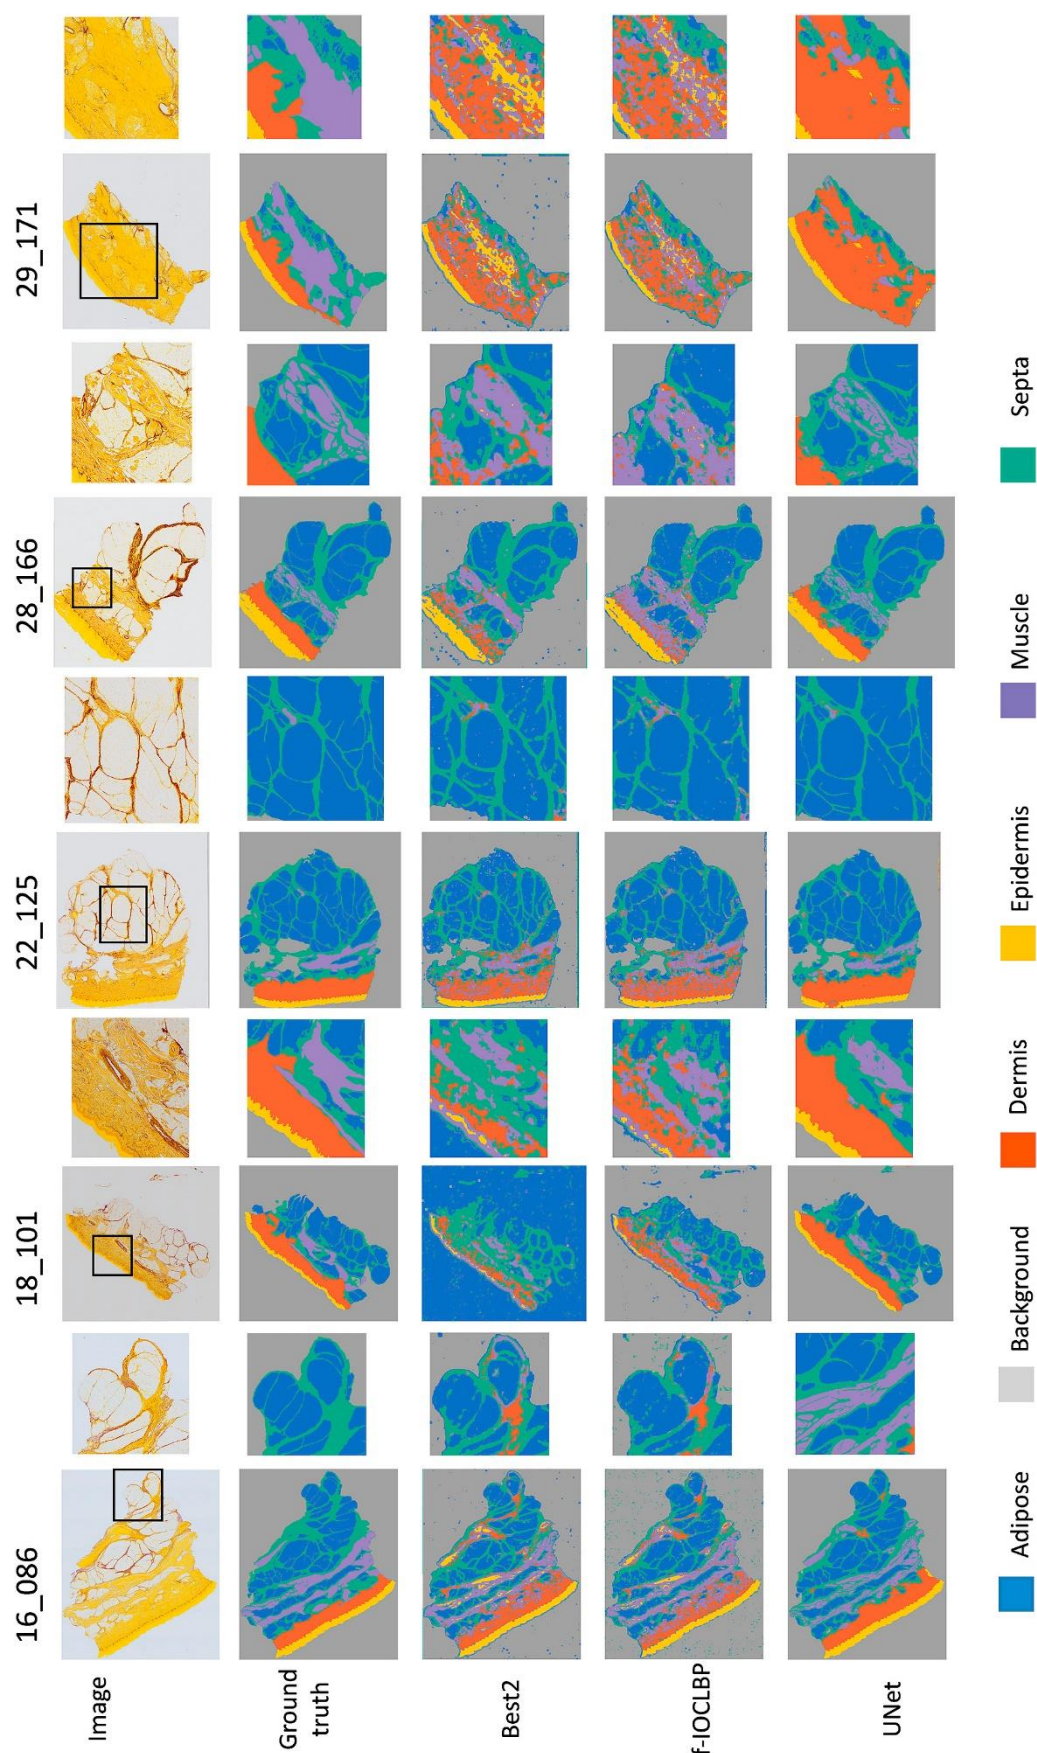 16_086
18_101
22_125
28_166
29_171
Image
Ground
truth
Best2
f-IOCLBP
UNet
Adipose
Background
Dermis
Epidermis
Muscle
Septa